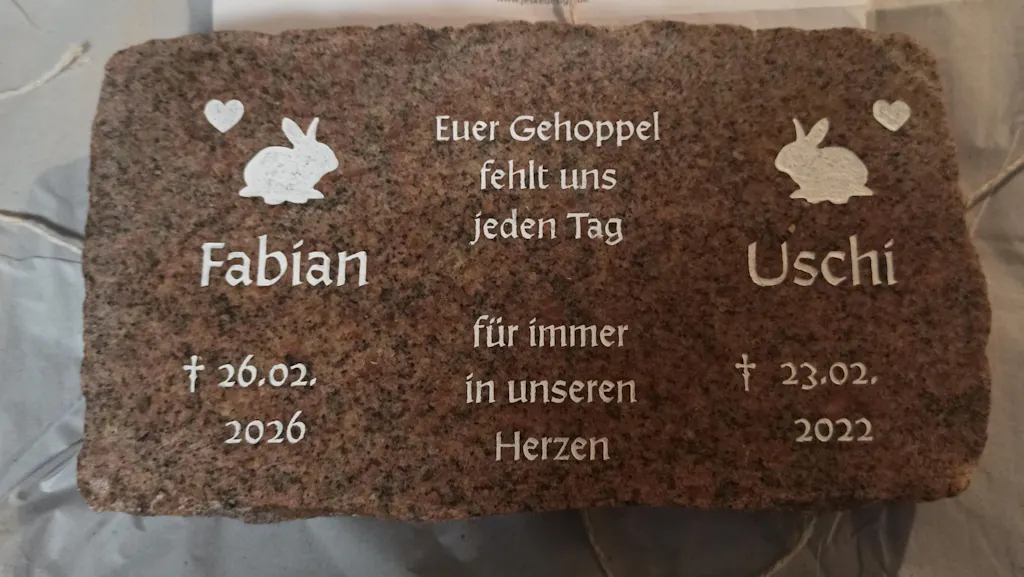 Euer Gehoppel
fehlt uns
jeden Tag
Fabian
Uschi
für immer
in unseren
Herzen
† 26.02.
2026
† 23.02.
2022